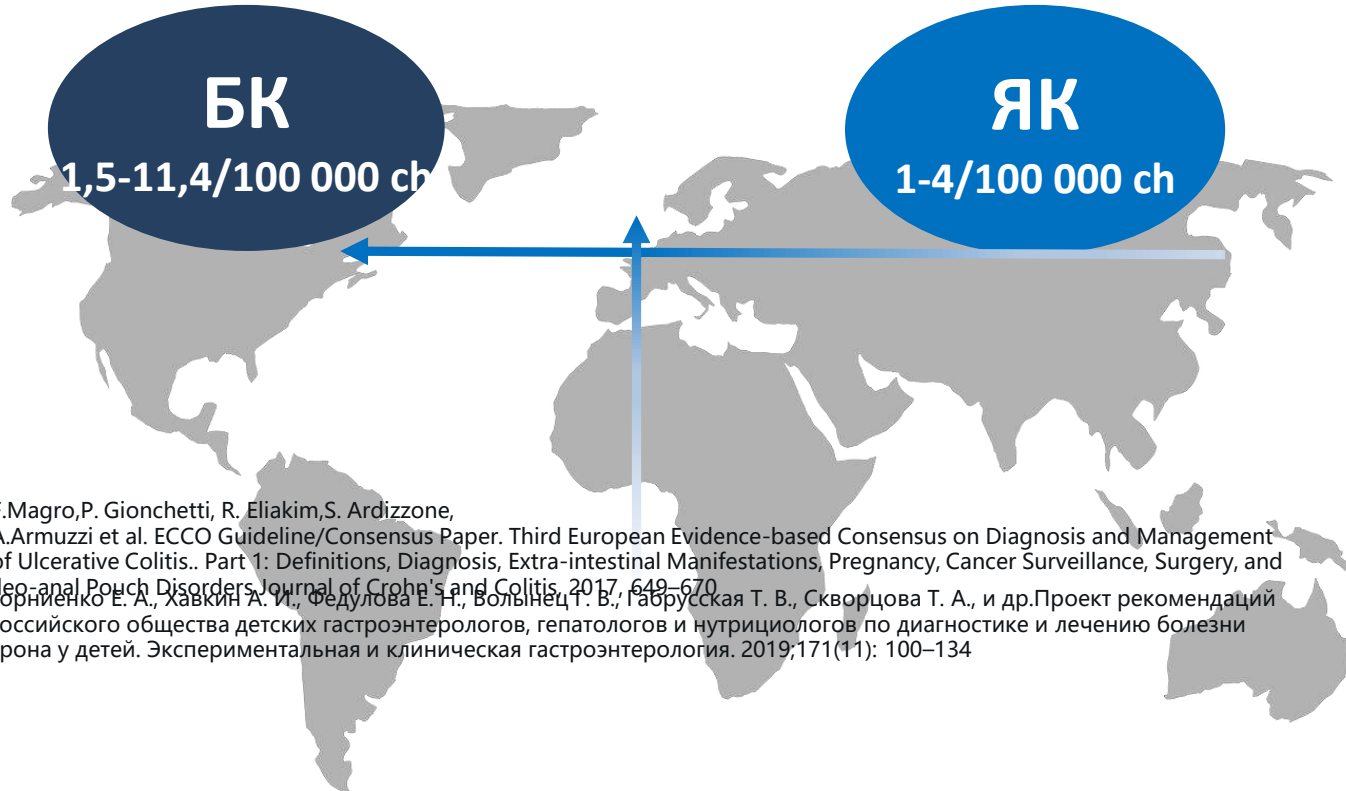 БК
1,5-11,4/100 000 ch
ЯК
1-4/100 000 ch
F.Magro,P. Gionchetti, R. Eliakim,S. Ardizzone,
A.Armuzzi et al. ECCO Guideline/Consensus Paper. Third European Evidence-based Consensus on Diagnosis and Management
of Ulcerative Colitis.. Part 1: Definitions, Diagnosis, Extra-intestinal Manifestations, Pregnancy, Cancer Surveillance, Surgery, and
leo-anal Pouch Disorders Journal of Crohn's and Colitis, 2017, 649–670
орниенко Е. А., Хавкин А. И., Федулова Е. Н., Волынец Г. В., Габрусская Т. В., Скворцова Т. А., и др.Проект рекомендаций
оссийского общества детских гастроэнтерологов, гепатологов и нутрициологов по диагностике и лечению болезни
рона у детей. Экспериментальная и клиническая гастроэнтерология. 2019;171(11): 100–134